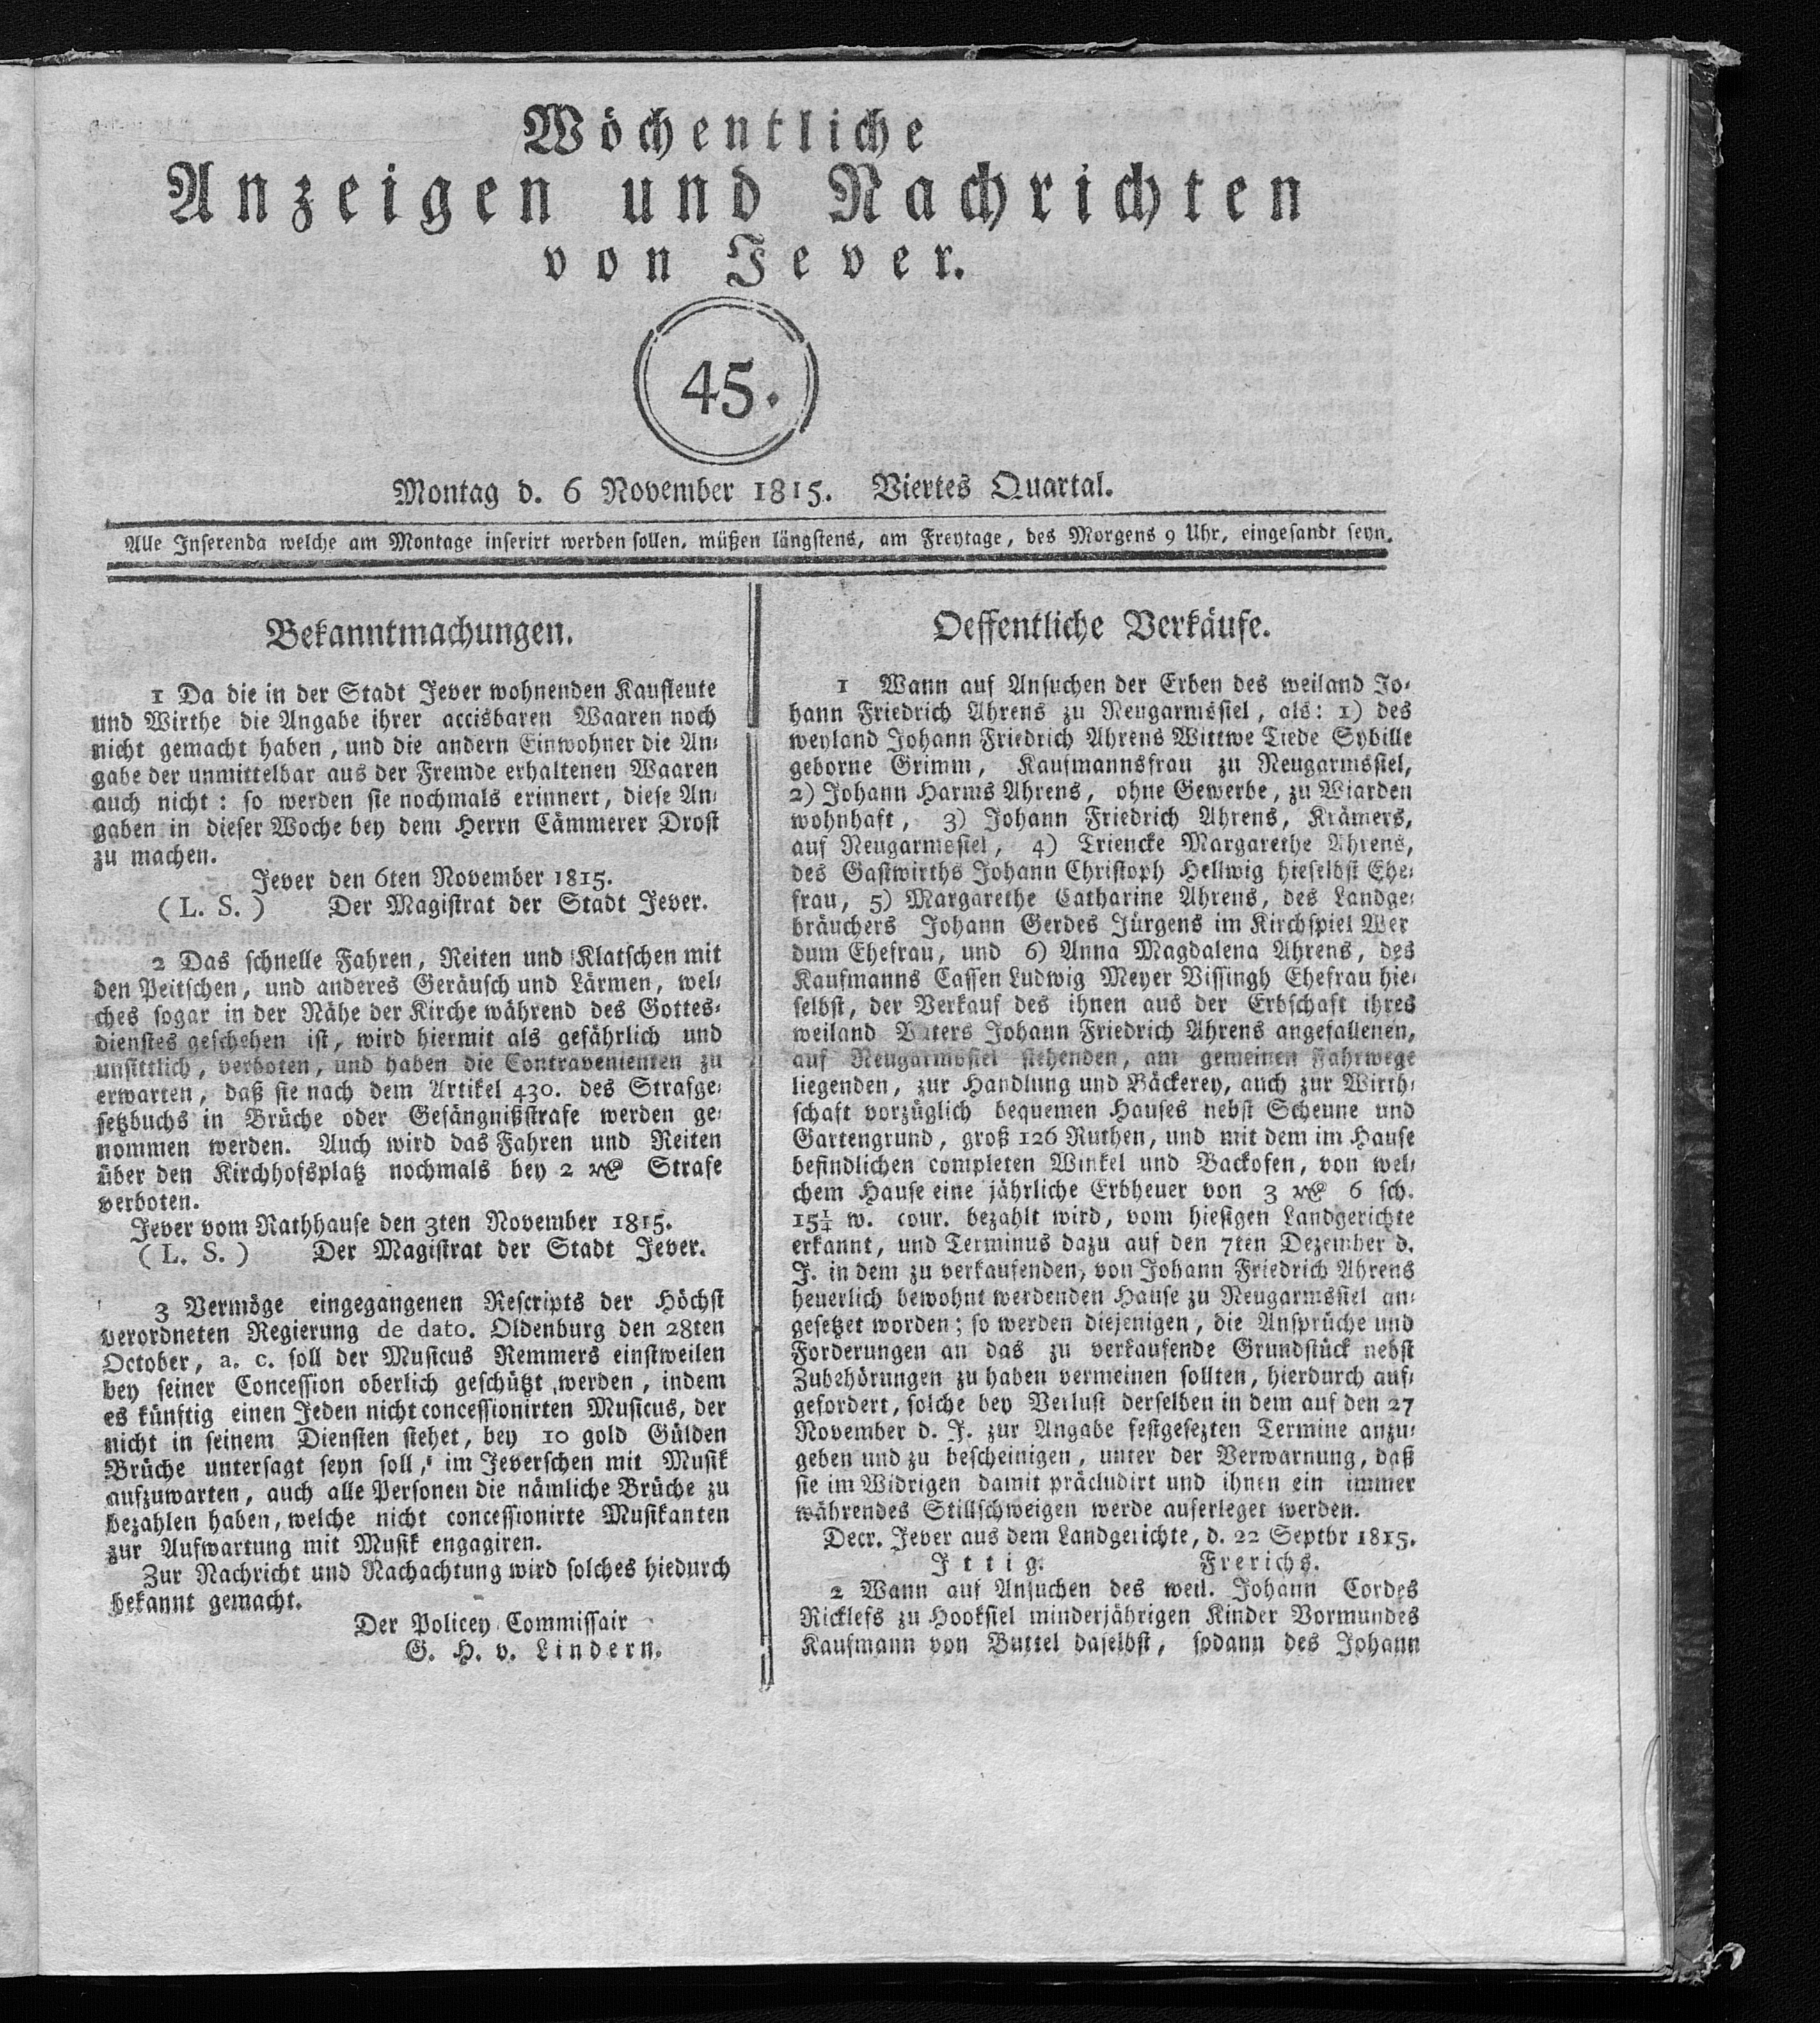 Wöchentliche
Anzeigen und Nachrichten
von Jever.
45.
Montag d. 6 November 1815. Viertes Quartal.
Alle Inserenda welche am Montage inserirt werden sollen, müßen längstens, am Freytage, des Morgens 9 Uhr, eingesandt seyn.
Bekanntmachungen.
1 Da die in der Stadt Jever wohnenden Kaufleute
und Wirthe die Angabe ihrer accisbaren Waaren noch
nicht gemacht haben, und die andern Einwohner die An-
gabe der unmittelbar aus der Fremde erhaltenen Waaren
auch nicht: so werden sie nochmals erinnert, diese An-
gaben in dieser Woche bey dem Herrn Cämmerer Drost
zu machen.
Jever den 6ten November 1815.
(L. S.) Der Magistrat der Stadt Jever.
2 Das schnelle Fahren, Reiten und Klatschen mit
den Peitschen, und anderes Geräusch und Lärmen, wel-
ches sogar in der Nähe der Kirche während des Gottes-
dienstes geschehen ist, wird hiermit als gefährlich und
unsittlich, verboten, und haben die Contravenienten zu
erwarten, daß sie nach dem Artikel 430. des Strafge-
setzbuchs in Brüche oder Gefängnißstrafe werden ge-
nommen werden. Auch wird das Fahren und Reiten
über den Kirchhofsplatz nochmals bey 2 Strafe
verboten.
Jever vom Rathhause den 3ten November 1815.
(L. S.) Der Magistrat der Stadt Jever.
3 Vermöge eingegangenen Rescripts der Höchst
verordneten Regierung de dato. Oldenburg den 28ten
October, a. c. soll der Musicus Remmers einstweilen
bey seiner Concession oberlich geschützt werden, indem
es künftig einen Jeden nicht concessionirten Musicus, der
nicht in seinem Diensten stehet, bey 10 gold Gülden
Brüche untersagt seyn soll, im Jeverschen mit Musik
aufzuwarten, auch alle Personen die nämliche Brüche zu
bezahlen haben, welche nicht concessionirte Musikanten
zur Aufwartung mit Musik engagiren.
Zur Nachricht und Nachachtung wird solches hiedurch
bekannt gemacht.
Der Policey Commissair
G. H. v. Lindern.
Oeffentliche Verkäufe.
1 Wann auf Ansuchen der Erben des weiland Jo-
hann Friedrich Ahrens zu Neugarmssiel, als: 1) des
weyland Johann Friedrich Ahrens Wittwe Tiede Sybille
geborne Grimm, Kaufmannsfrau zu Neugarmssiel,
2) Johann Harms Ahrens, ohne Gewerbe, zu Wiarden
wohnhaft, 3) Johann Friedrich Ahrens, Krämers,
auf Neugarmssiel, 4) Triencke Margarethe Ahrens,
des Gastwirths Johann Christoph Hellwig hieselbst Ehe-
frau, 5) Margarethe Catharine Ahrens, des Landge-
bräuchers Johann Gerdes Jürgens im Kirchspiel Wer
dum Ehefrau, und 6) Anna Magdalena Ahrens, des
Kaufmanns Cassen Ludwig Meyer Vissingh Ehefrau hie-
selbst, der Verkauf des ihnen aus der Erbschaft ihres
weiland Vaters Johann Friedrich Ahrens angefallenen,
auf Neugarmssiel stehenden, am gemeinen Fahrwege
liegenden, zur Handlung und Bäckerey, auch zur Wirth-
schaft vorzüglich bequemen Hauses nebst Scheune und
Gartengrund, groß 126 Ruthen, und mit dem im Hause
befindlichen completen Winkel und Backofen, von wel-
chem Hause eine jährliche Erbheuer von 3 6 sch.
15¼ w. cour. bezahlt wird, vom hiesigen Landgerichte
erkannt, und Terminus dazu auf den 7ten Dezember d.
J. in dem zu verkaufenden, von Johann Friedrich Ahrens
heuerlich bewohnt werdenden Hause zu Neugarmssiel an-
gesetzet worden; so werden diejenigen, die Ansprüche und
Forderungen an das zu verkaufende Grundstück nebst
Zubehörungen zu haben vermeinen sollten, hierdurch auf-
gefordert, solche bey Verlust derselben in dem auf den 27
November d. J. zur Angabe festgesezten Termine anzu-
geben und zu bescheinigen, unter der Verwarnung, daß
sie im Widrigen damit präcludirt und ihnen ein immer
währendes Stillschweigen werde auferleget werden.
Decr. Jever aus dem Landgerichte, d. 22 Septbr 1815.
Jttig. Frerichs.
2 Wann auf Ansuchen des weil. Johann Cordes
Ricklefs zu Hooksiel minderjährigen Kinder Vormundes
Kaufmann von Buttel daselbst, sodann des Johann